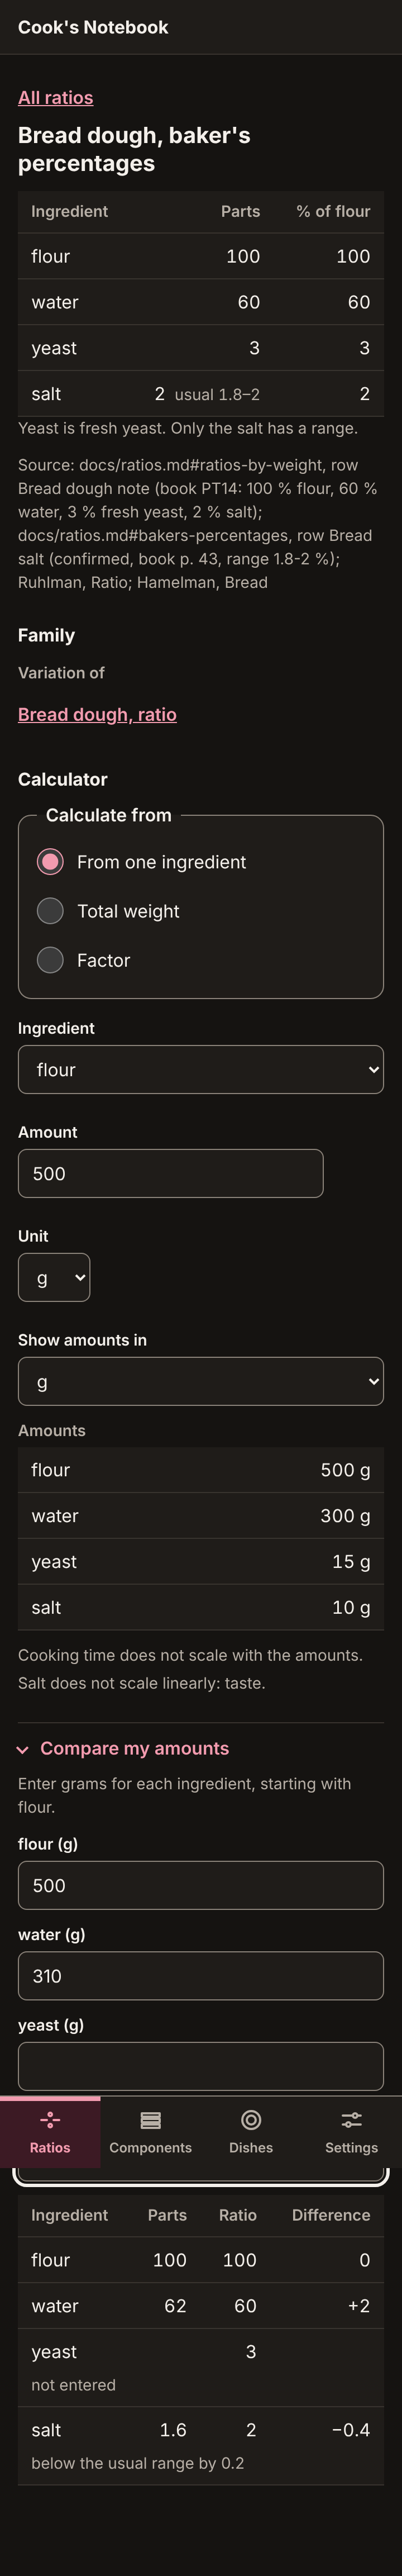 Cook's Notebook
All ratios
Bread dough, baker's
percentages
Ingredient Parts % of flour
flour 100 100
water 60 60
yeast 3 3
salt 2 usual 1.8–2 2
Yeast is fresh yeast. Only the salt has a range.
Source: docs/ratios.md#ratios-by-weight, row
Bread dough note (book PT14: 100 % flour, 60 %
water, 3 % fresh yeast, 2 % salt);
docs/ratios.md#bakers-percentages, row Bread
salt (confirmed, book p. 43, range 1.8-2 %);
Ruhlman, Ratio; Hamelman, Bread
Family
Variation of
Bread dough, ratio
Calculator
Calculate from
From one ingredient
Total weight
Factor
Ingredient
flour
Amount
500
Unit
g
Show amounts in
g
Amounts
flour 500 g
water 300 g
yeast 15 g
salt 10 g
Cooking time does not scale with the amounts.
Salt does not scale linearly: taste.
Compare my amounts
Enter grams for each ingredient, starting with
flour.
flour (g)
500
water (g)
310
yeast (g)
Ratios Components Dishes Settings
Ingredient Parts Ratio Difference
flour 100 100 0
water 62 60 +2
yeast 3
not entered
salt 1.6 2 −0.4
below the usual range by 0.2